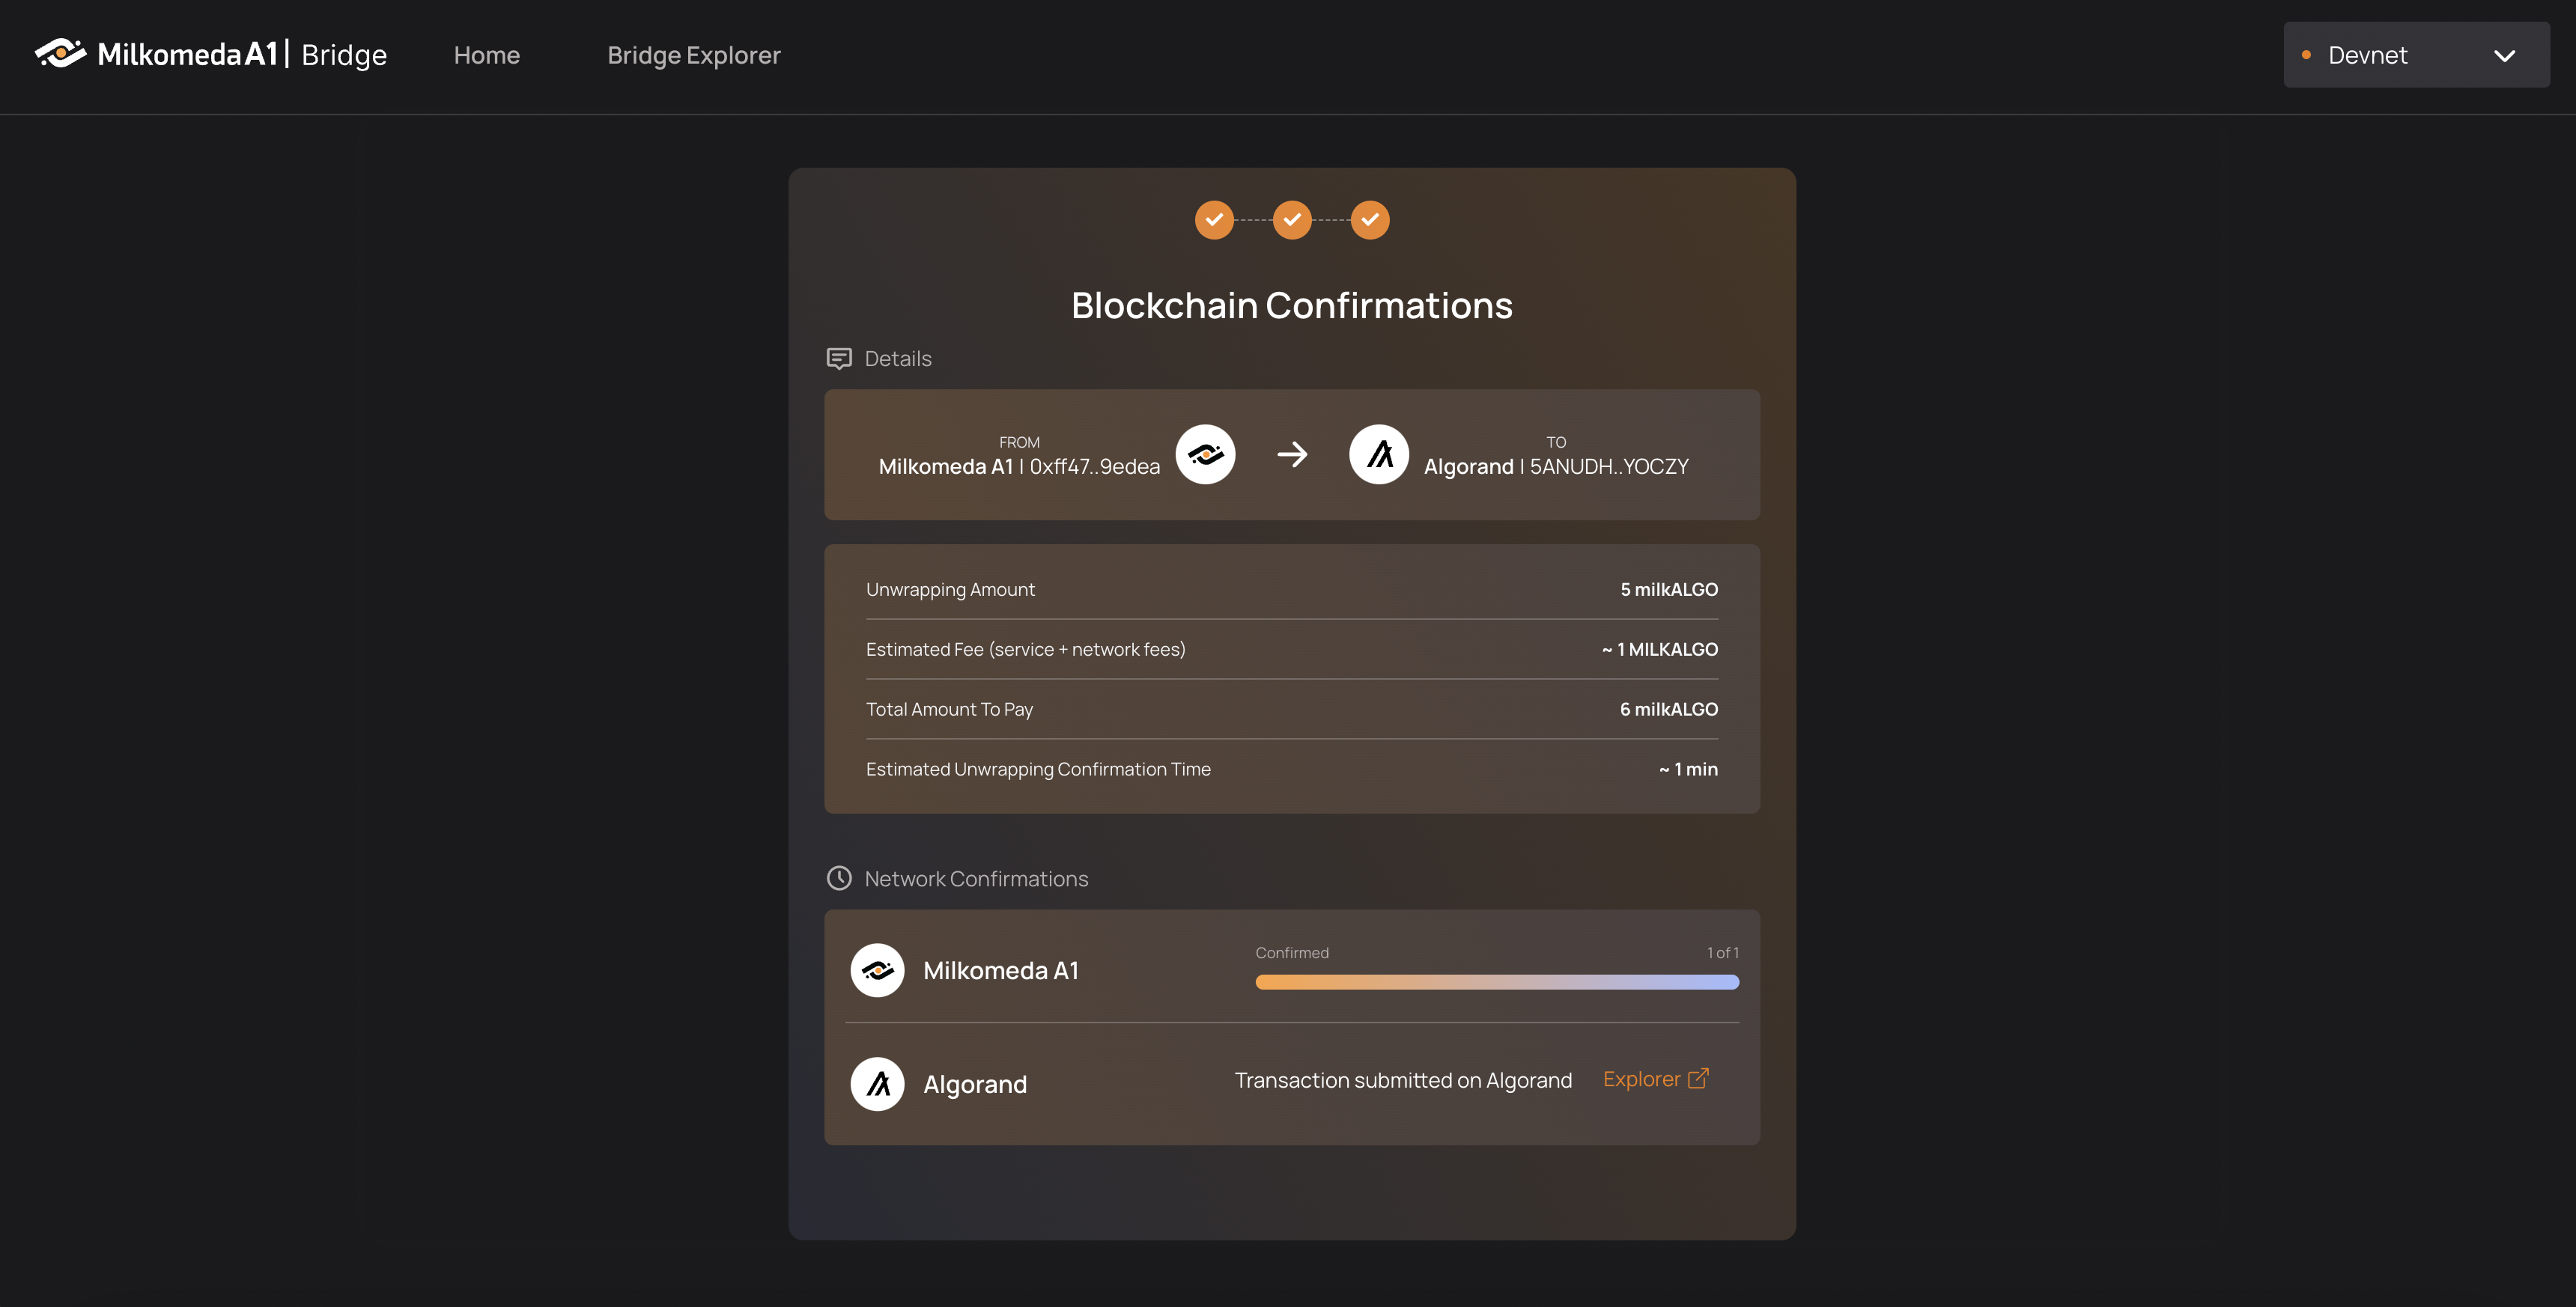 MilkomedaA1 | Bridge
Home
Bridge Explorer
Devnet
Blockchain Confirmations
Details
FROM
Milkomeda A1 | 0xff47..9edea
TO
Algorand | 5ANUDH..YOCZY
Unwrapping Amount 5 milkALGO
Estimated Fee (service + network fees) ~ 1 MILKALGO
Total Amount To Pay 6 milkALGO
Estimated Unwrapping Confirmation Time ~ 1 min
Network Confirmations
Milkomeda A1
Confirmed 1 of 1
Algorand
Transaction submitted on Algorand Explorer